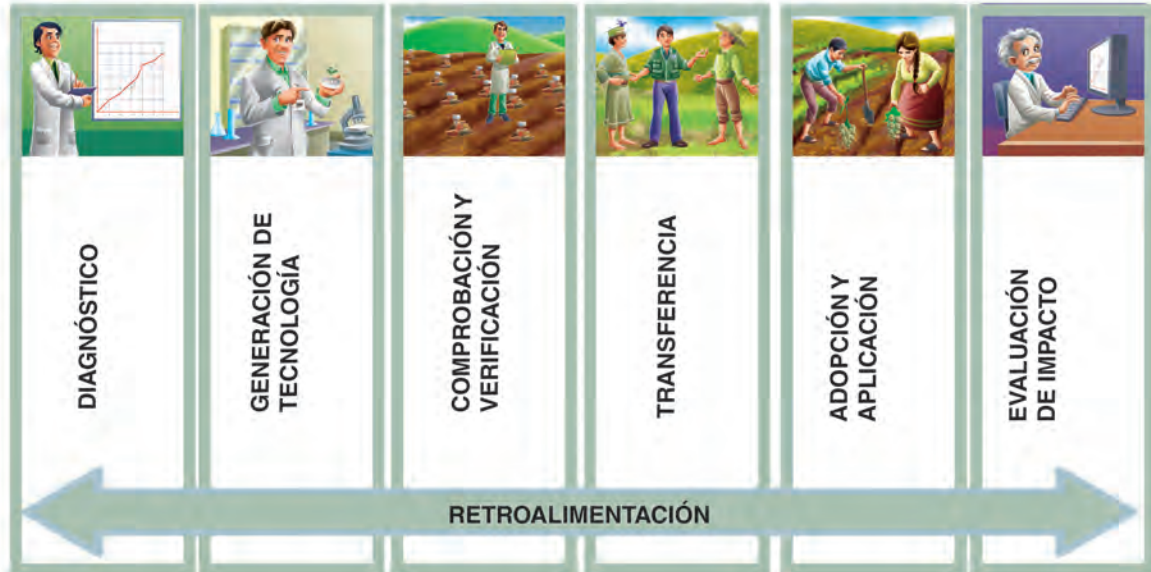 DIAGNÓSTICO
GENERACIÓN DE
TECNOLOGÍA
COMPROBACIÓN Y
VERIFICACIÓN
TRANSFERENCIA
ADOPCIÓN Y
APLICACIÓN
EVALUACIÓN
DE IMPACTO
RETROALIMENTACIÓN